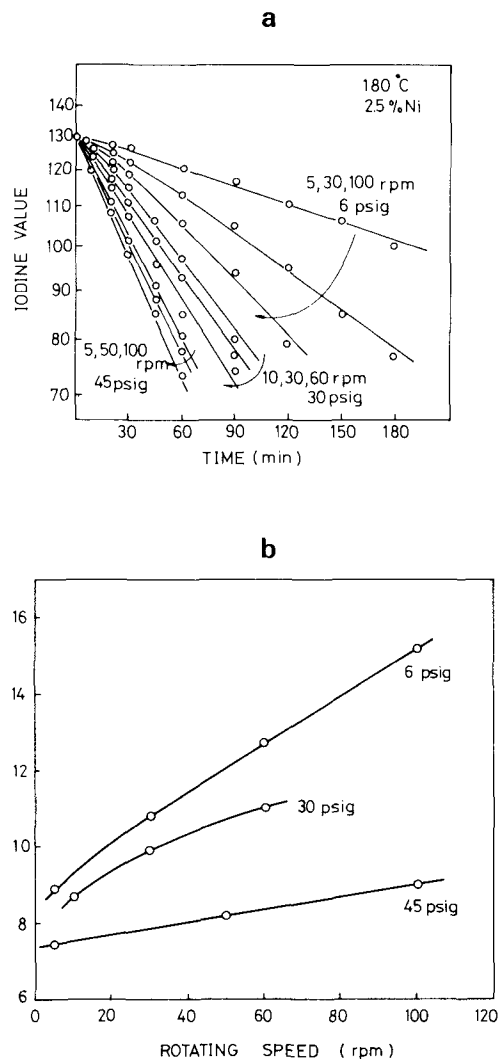 a
180 °C
2.5 % Ni
140
130
120
110
100
90
80
70
IODINE VALUE
5,30,100 rpm
6 psig
5,50,100
rpm
45 psig
10,30,60 rpm
30 psig
30 60 90 120 150 180
TIME (min)
b
16
14
12
10
8
6
6 psig
30 psig
45 psig
0 20 40 60 80 100 120
ROTATING SPEED (rpm)